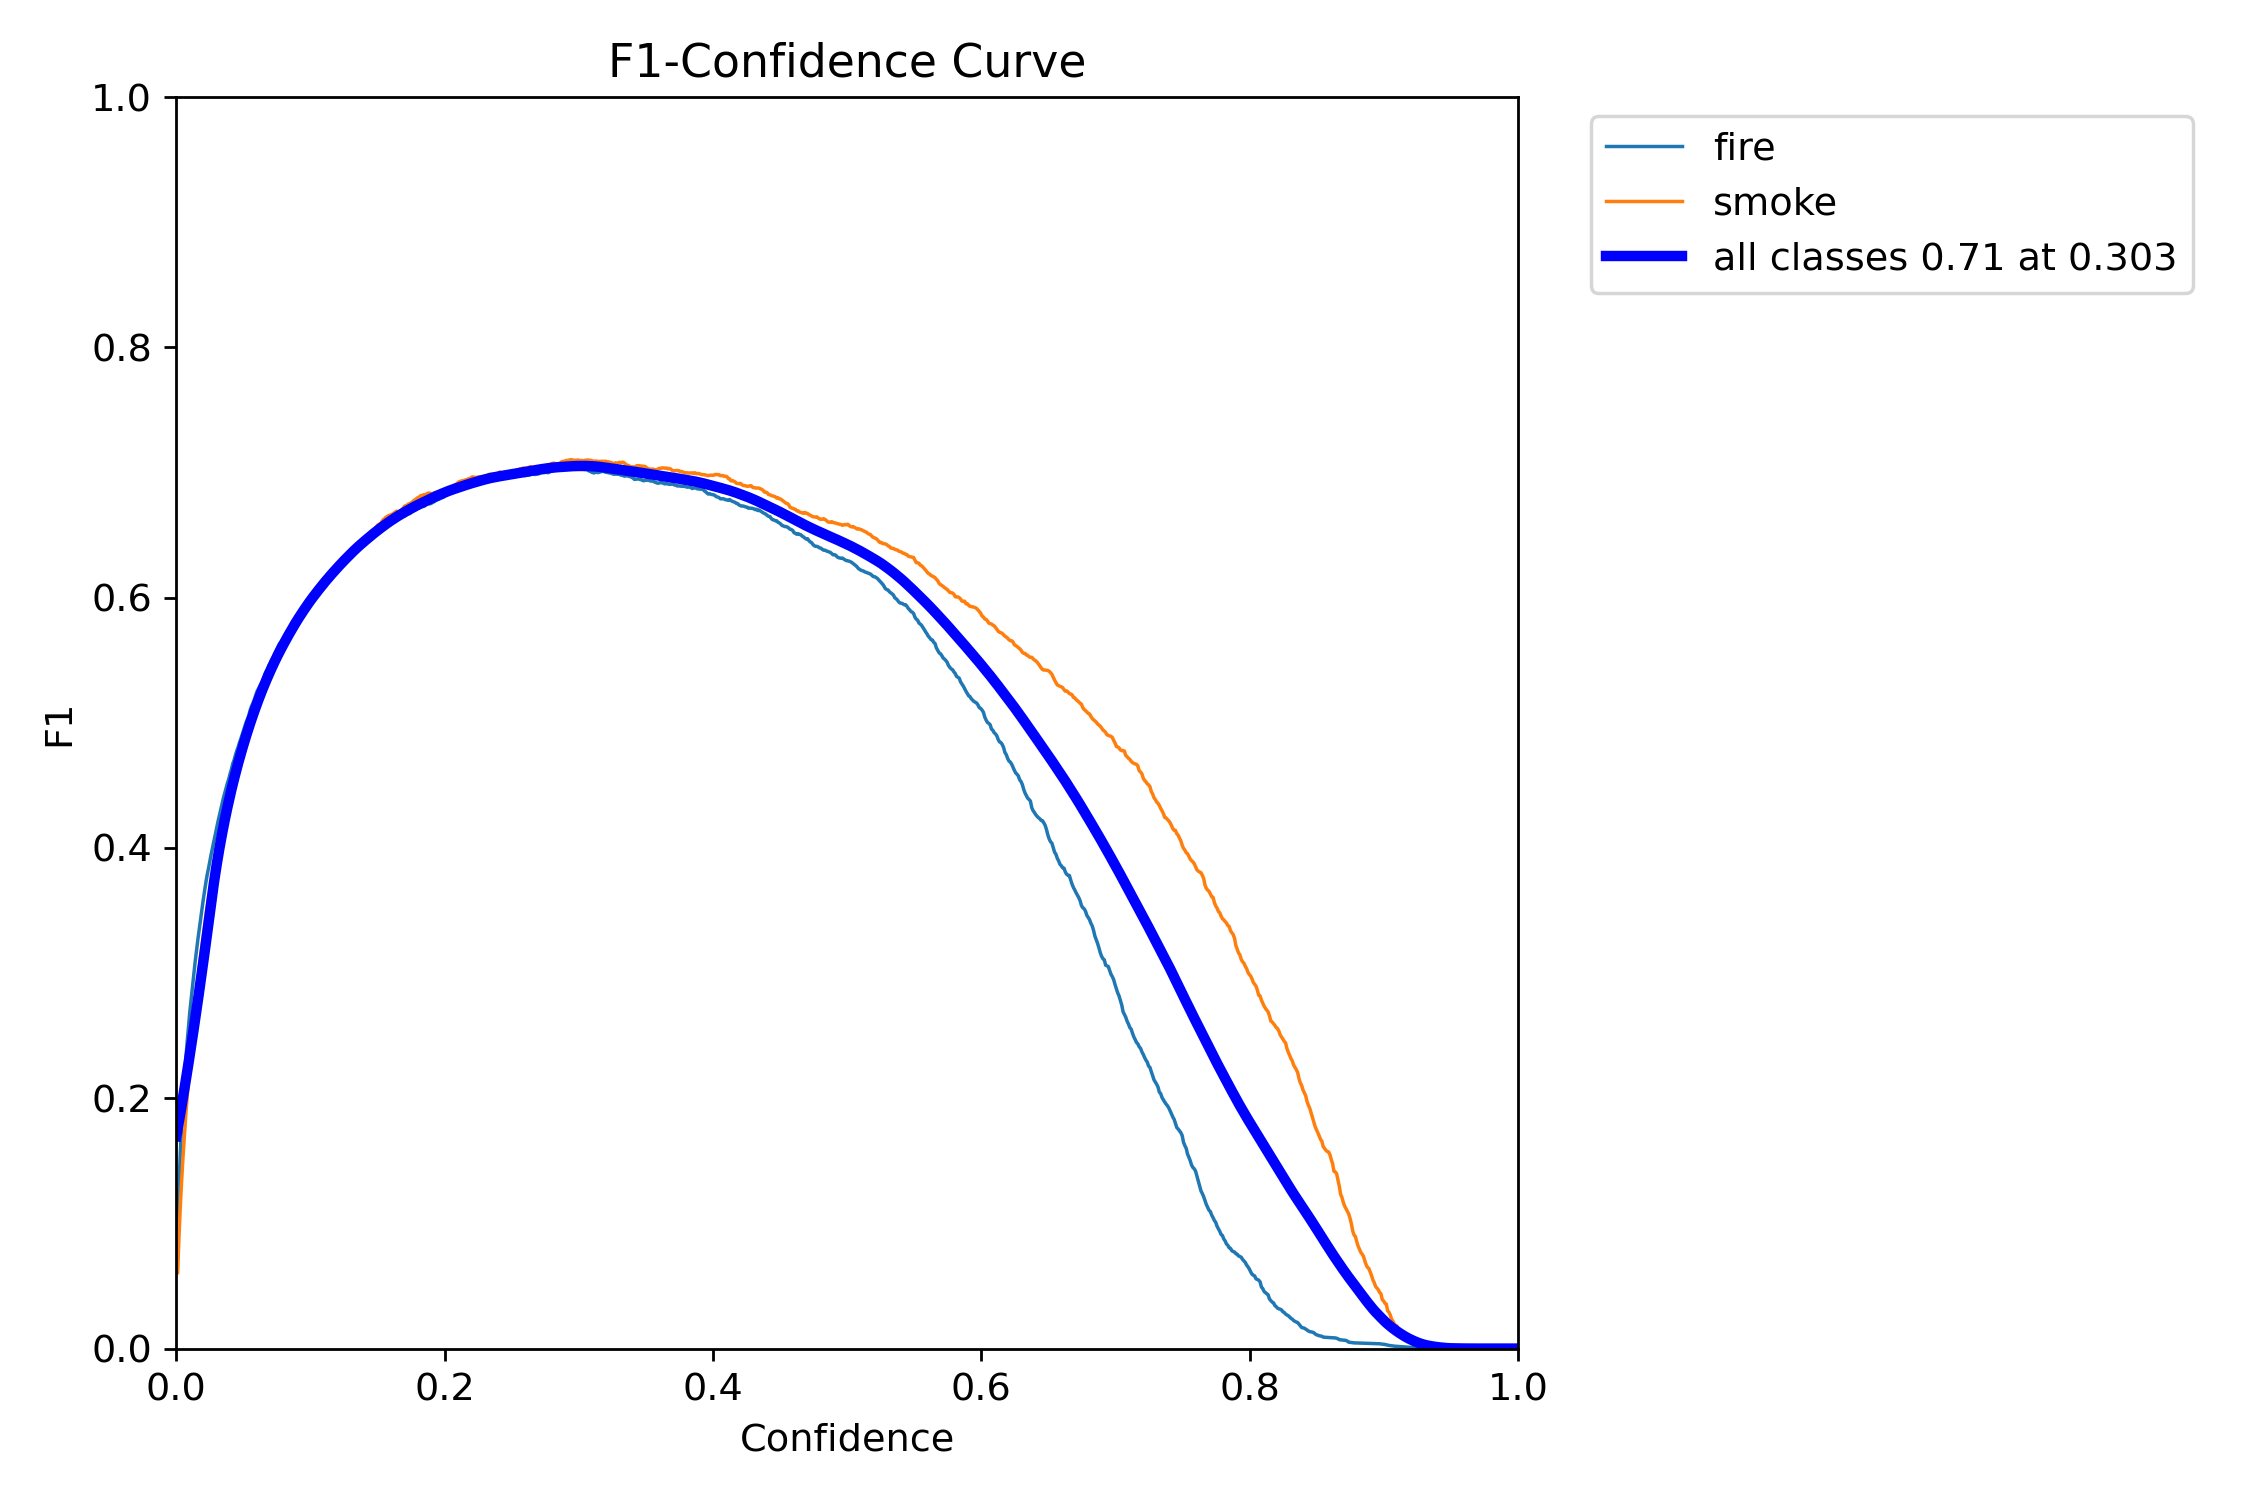 F1-Confidence Curve
1.0
0.8
0.6
0.4
0.2
0.0
F1
0.0 0.2 0.4 0.6 0.8 1.0
Confidence
fire
smoke
all classes 0.71 at 0.303